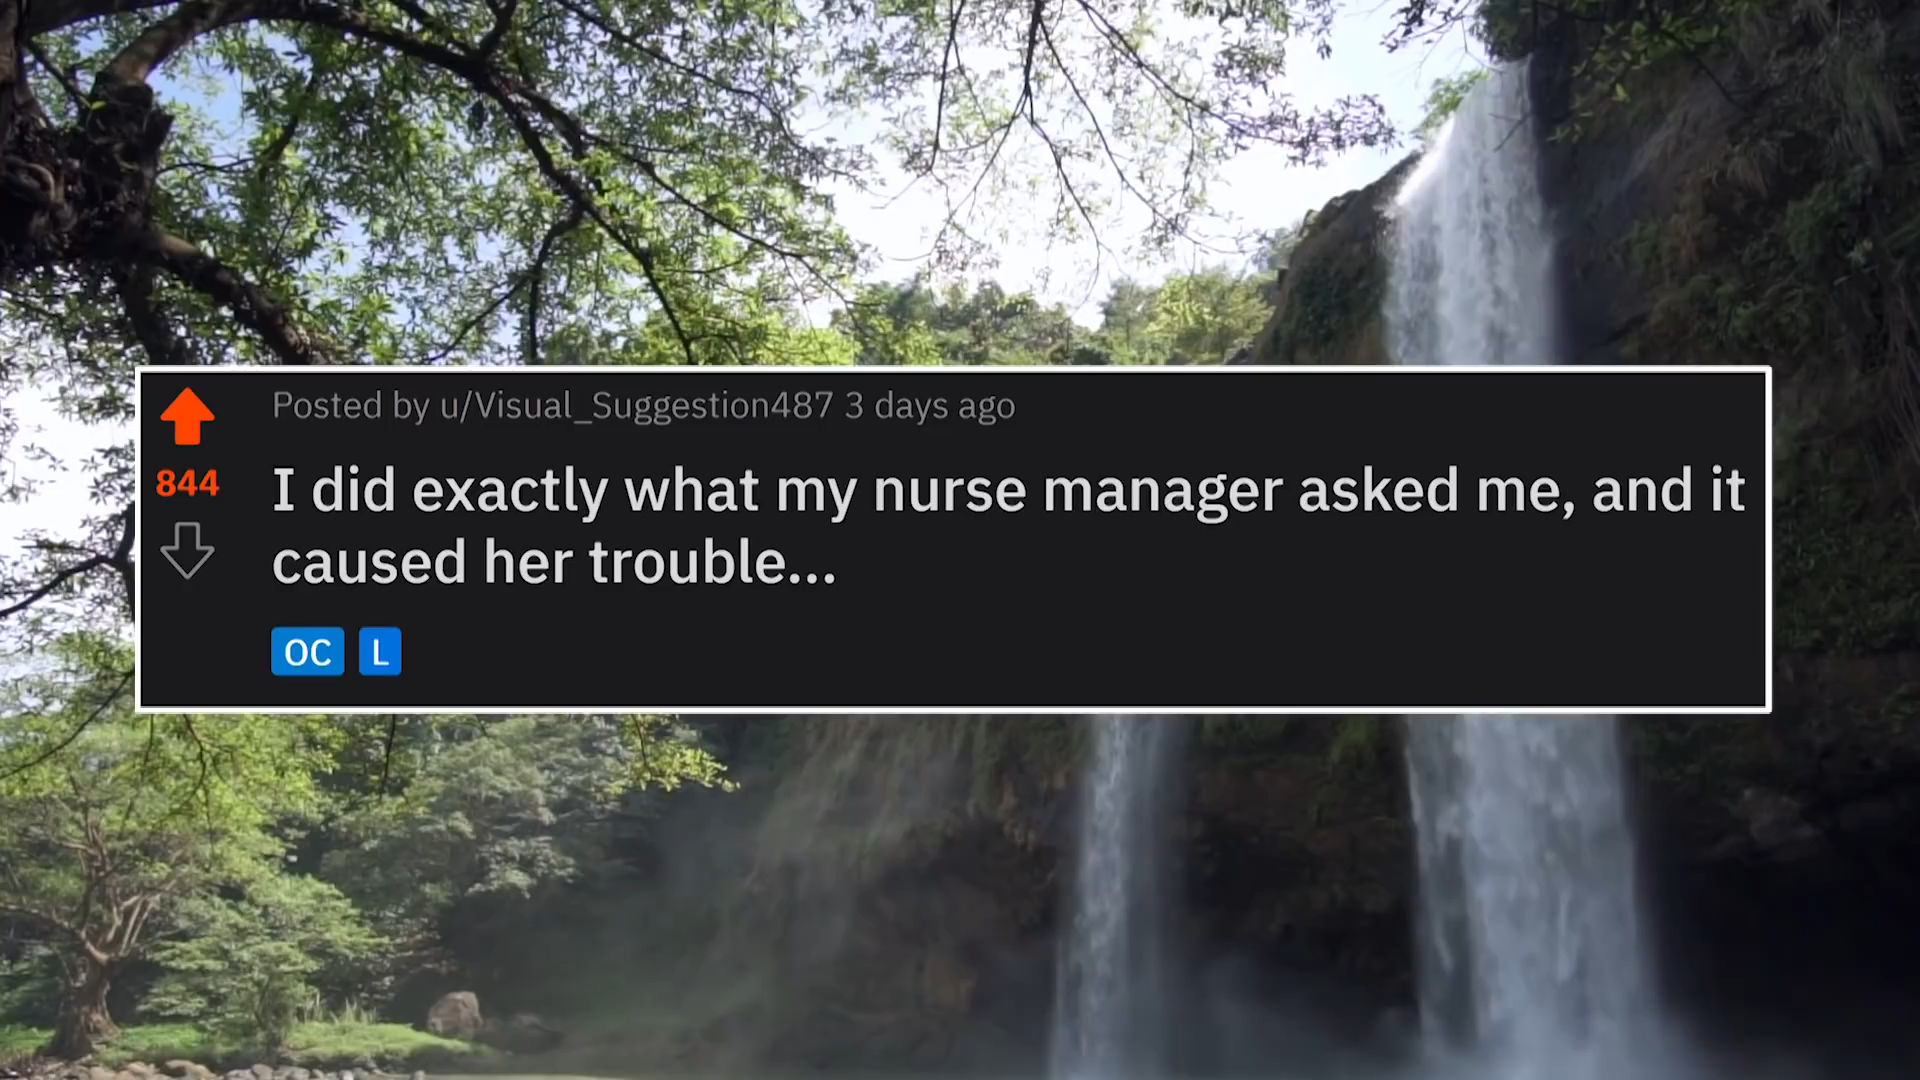 Posted by u/Visual_Suggestion487 3 days ago
844
I did exactly what my nurse manager asked me, and it
caused her trouble...
OC L